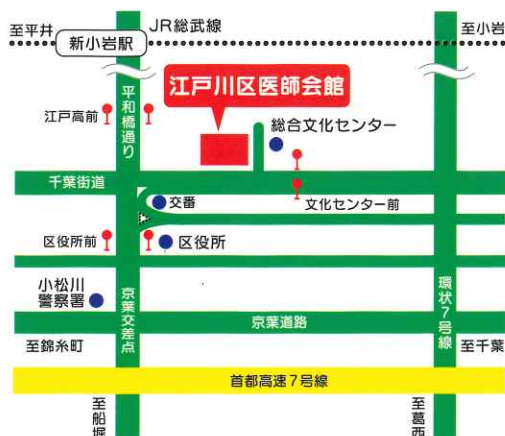 至平井
JR総武線
至小岩
新小岩駅
江戸川区医師会館
江戸高前
平和橋通り
総合文化センター
千葉街道
交番
文化センター前
区役所前
区役所
小松川
警察署
京葉交差点
京葉道路
環状7号線
至錦糸町
至千葉
首都高速7号線
至船堀
至葛西